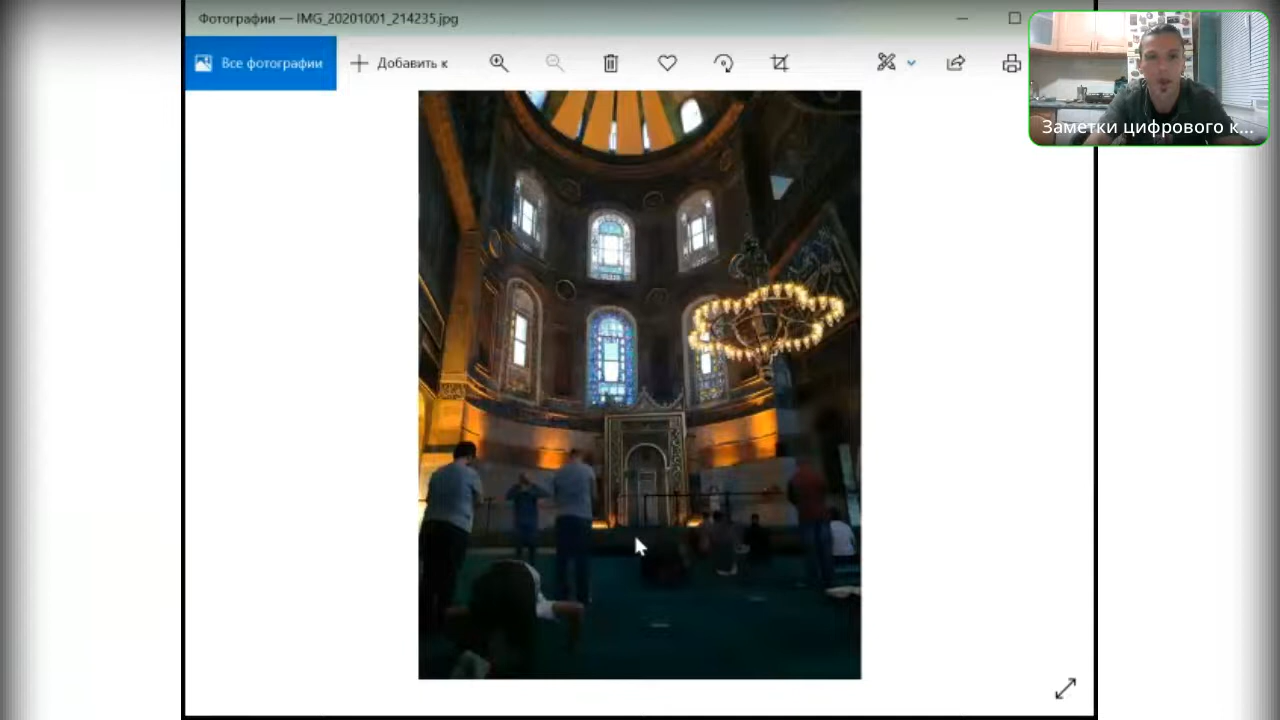 Фотографии — IMG_20201001_214235.jpg
Все фотографии
Добавить к
Заметки цифрового к...